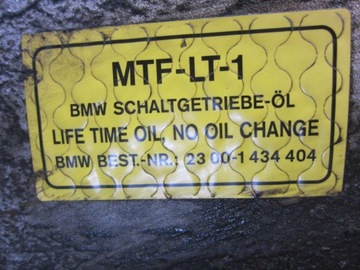 MTF-LT-1
BMW SCHALTGETRIEBE-ÖL
LIFE TIME OIL, NO OIL CHANGE
BMW BEST.-NR.: 23 00-1 434 404